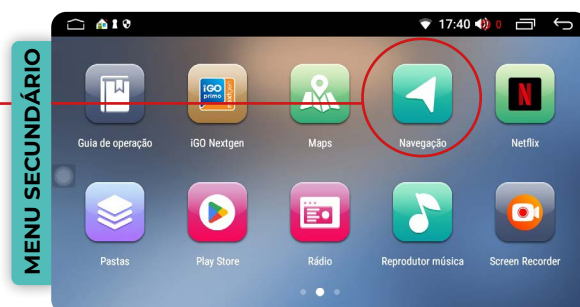 MENU SECUNDÁRIO
17:40 0
iGO primo nextgen
Guia de operação iGO Nextgen Maps Navegação Netflix
N
Pastas Play Store Rádio Reprodutor música Screen Recorder